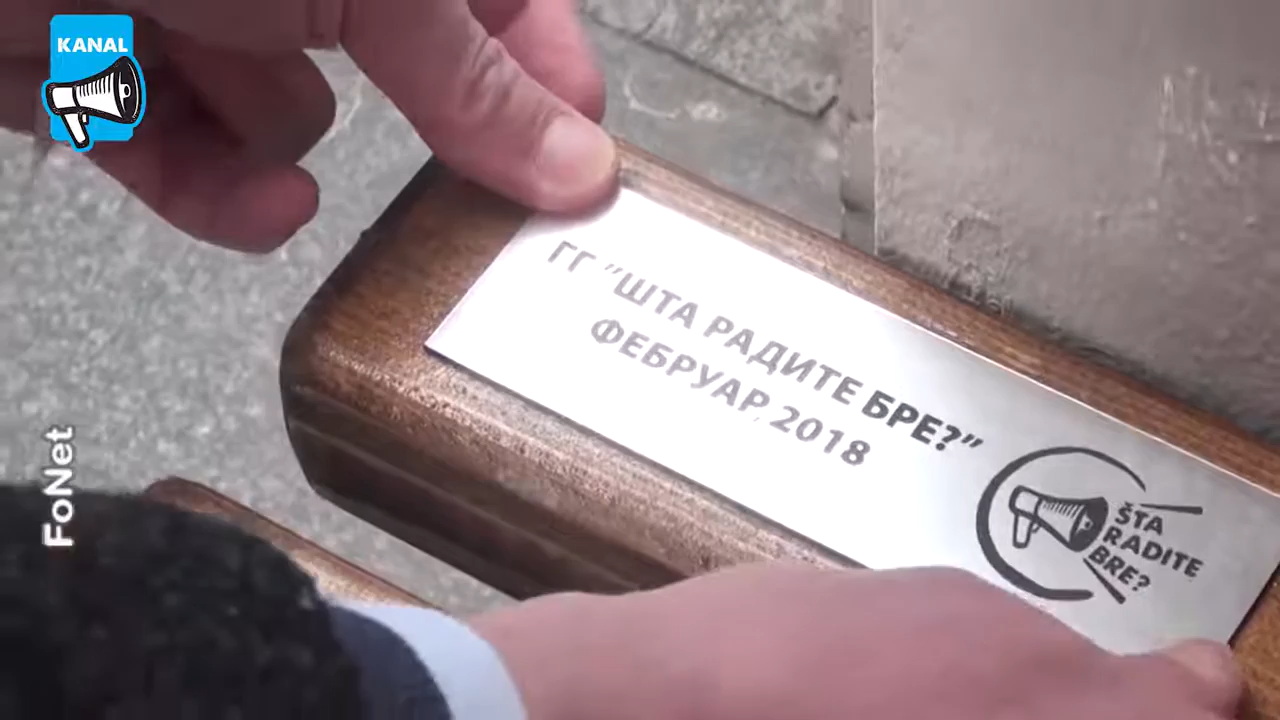 KANAL
ГГ "ШТА РАДИТЕ БРЕ?"
ФЕБРУАР, 2018
ŠTA
RADITE
BRE?
FoNet